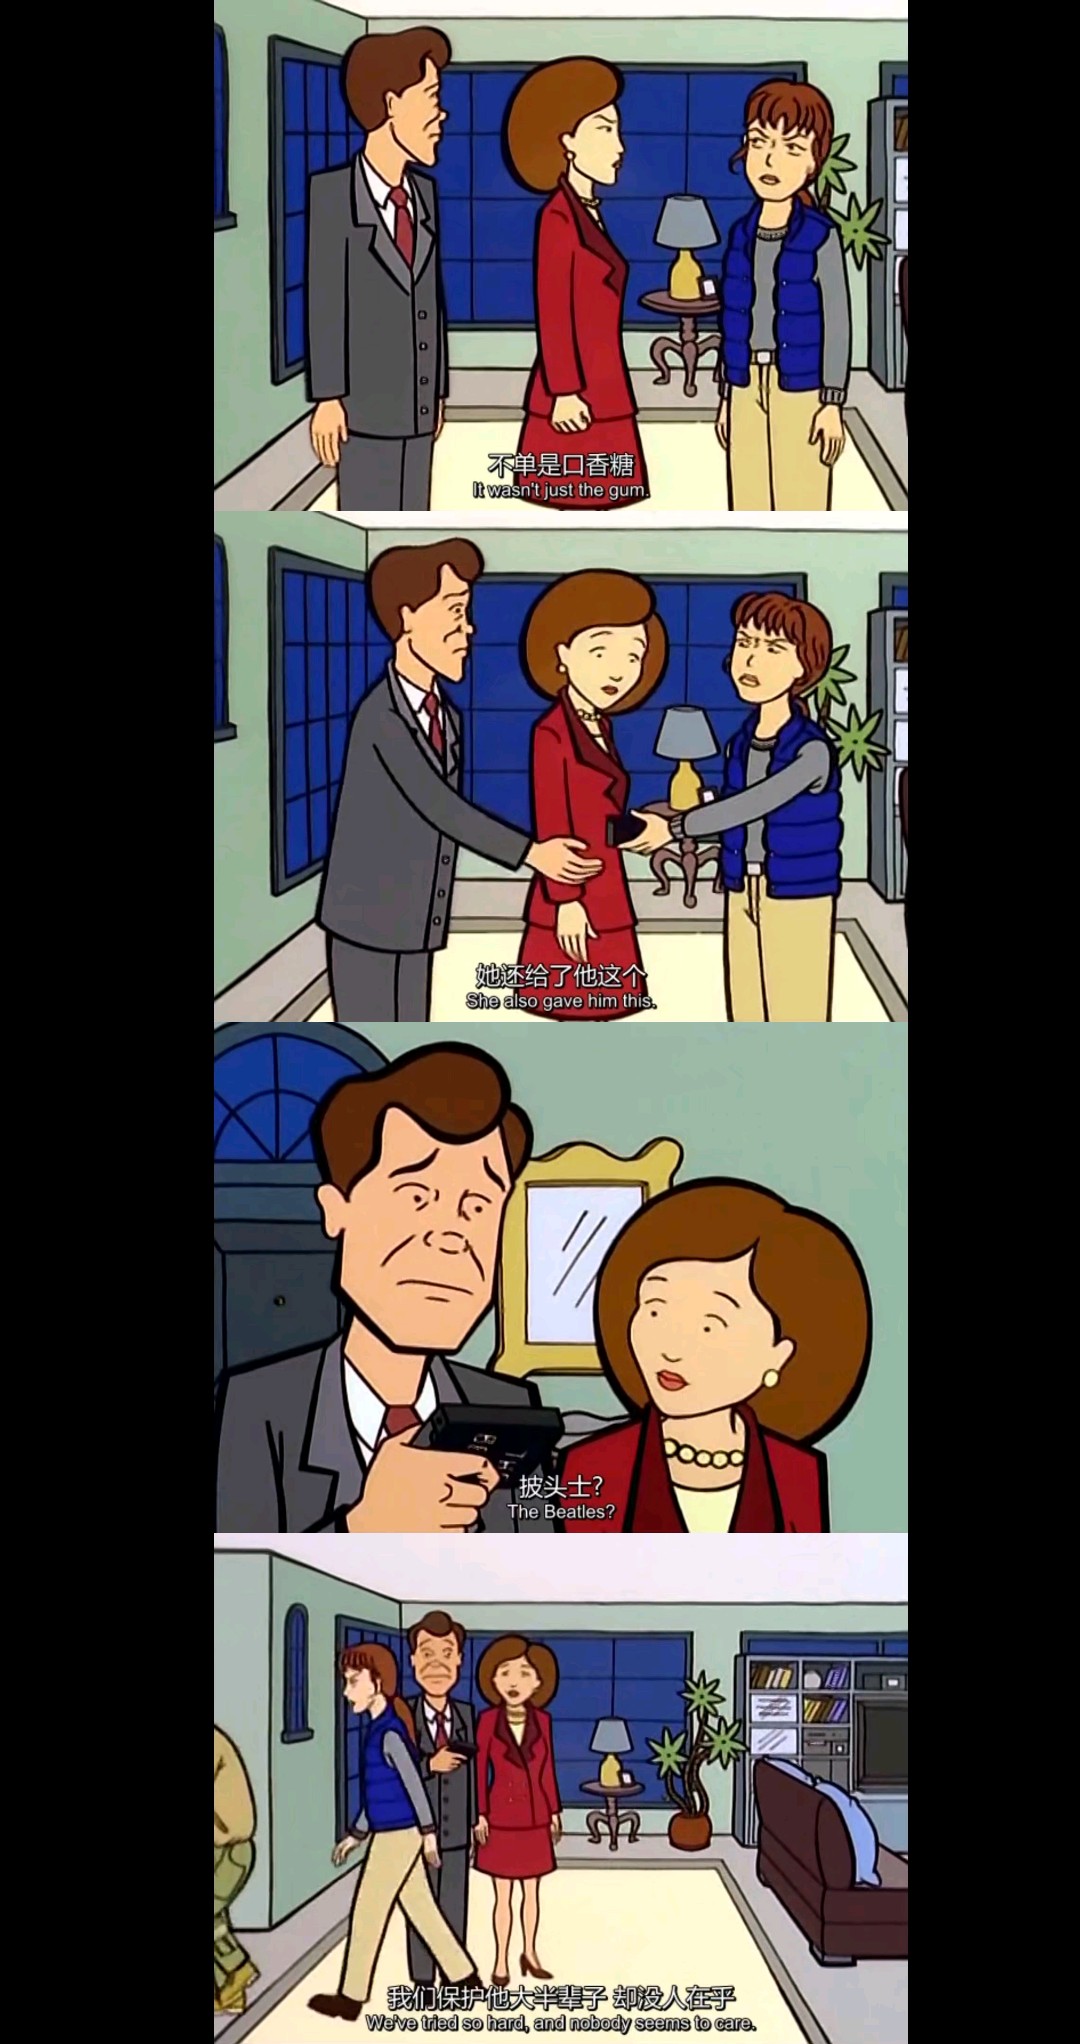 不单是口香糖
It wasn't just the gum.
她还给了他这个
She also gave him this.
披头士?
The Beatles?
我们保护他大半辈子 却没人在乎
We've tried so hard, and nobody seems to care.